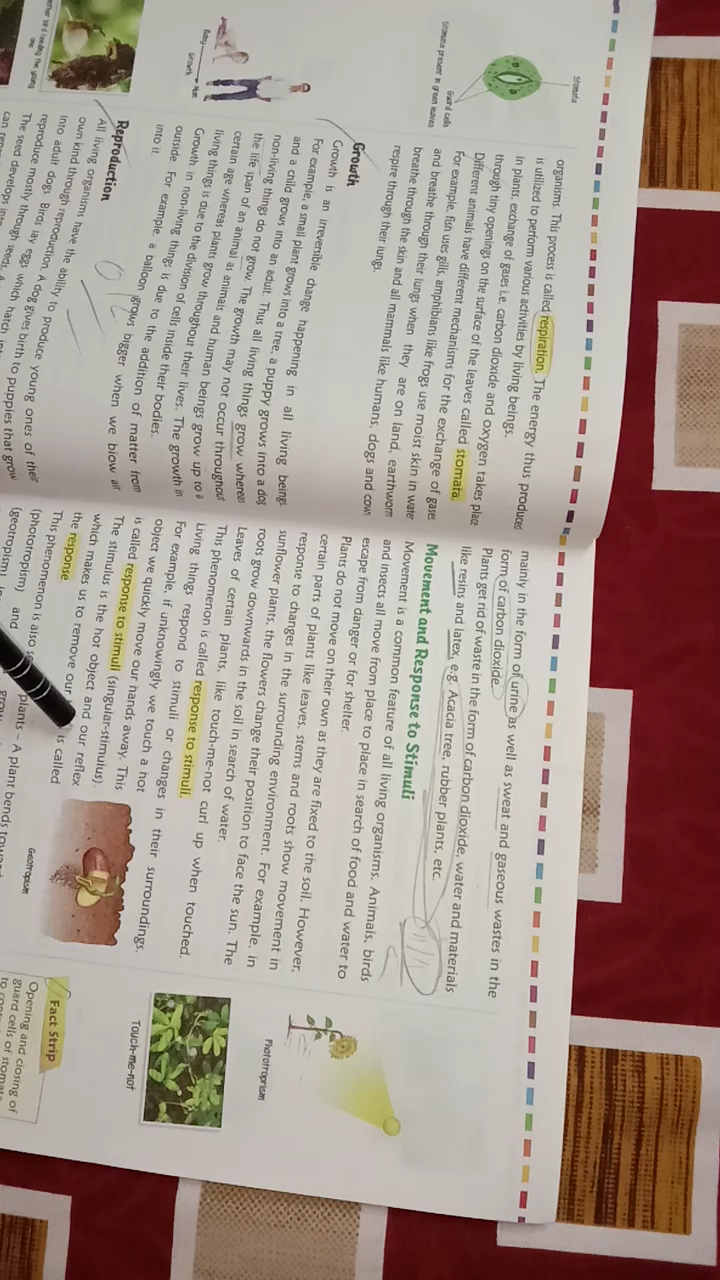 Stomata
Guard cells
Stomata present in green leaves
organisms. This process is called respiration. The energy thus produced
is utilized to perform various activities by living beings.
In plants, exchange of gases i.e. carbon dioxide and oxygen takes place
through tiny openings on the surface of the leaves called stomata.
Different animals have different mechanisms for the exchange of gases
For example, fish uses gills, amphibians like frogs use moist skin in water
and breathe through their lungs when they are on land, earthworm
breathe through the skin and all mammals like humans, dogs and cows
respire through their lungs.
Growth
Growth is an irreversible change happening in all living beings
For example, a small plant grows into a tree, a puppy grows into a dog
and a child grows into an adult. Thus all living things grow whereas
non-living things do not grow. The growth may not occur throughout
the life span of an animal as animals and human beings grow up to a
certain age whereas plants grow throughout their lives. The growth in
living things is due to the division of cells inside their bodies.
Growth in non-living things is due to the addition of matter from
outside. For example, a balloon grows bigger when we blow air
into it.
Baby
Growth
Man
Reproduction
All living organisms have the ability to produce young ones of their
own kind through reproduction. A dog gives birth to puppies that grow
into adult dogs. Birds lay eggs which hatch
reproduce mostly through seeds.
The seed develops into
can
feeding the young
one
mainly in the form of urine as well as sweat and gaseous wastes in the
form of carbon dioxide.
Plants get rid of waste in the form of carbon dioxide, water and materials
like resins and latex, e.g. Acacia tree, rubber plants, etc.
Movement and Response to Stimuli
Movement is a common feature of all living organisms. Animals, birds
and insects all move from place to place in search of food and water to
escape from danger or for shelter.
Plants do not move on their own as they are fixed to the soil. However,
certain parts of plants like leaves, stems and roots show movement in
response to changes in the surrounding environment. For example, in
sunflower plants, the flowers change their position to face the sun. The
roots grow downwards in the soil in search of water.
Leaves of certain plants, like touch-me-not curl up when touched.
This phenomenon is called response to stimuli.
Living things respond to stimuli or changes in their surroundings.
For example, if unknowingly we touch a hot
object we quickly move our hands away. This
is called response to stimuli (singular-stimulus).
The stimulus is the hot object and our reflex
which makes us to remove our is called
the response
This phenomenon is also plants – A plant bends
(phototropism) and
(geotropism)
Phototropism
Touch-me-not
Geotropism
Fact Strip
Opening and closing of
guard cells of stomata